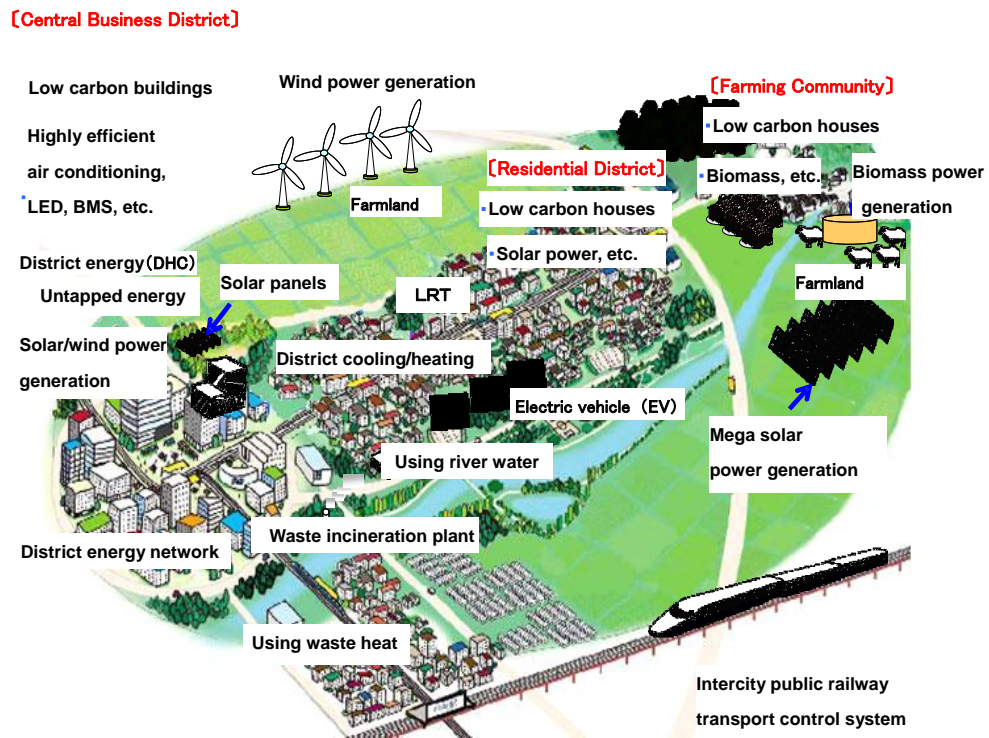 〔Central Business District〕
Low carbon buildings
Highly efficient
air conditioning,
LED, BMS, etc.
Wind power generation
〔Farming Community〕
Low carbon houses
Biomass, etc.
Biomass power
generation
〔Residential District〕
Low carbon houses
Solar power, etc.
Farmland
District energy(DHC)
Untapped energy
Solar/wind power
generation
Solar panels
LRT
Farmland
District cooling/heating
Electric vehicle (EV)
Mega solar
power generation
Using river water
Waste incineration plant
District energy network
Using waste heat
Intercity public railway
transport control system